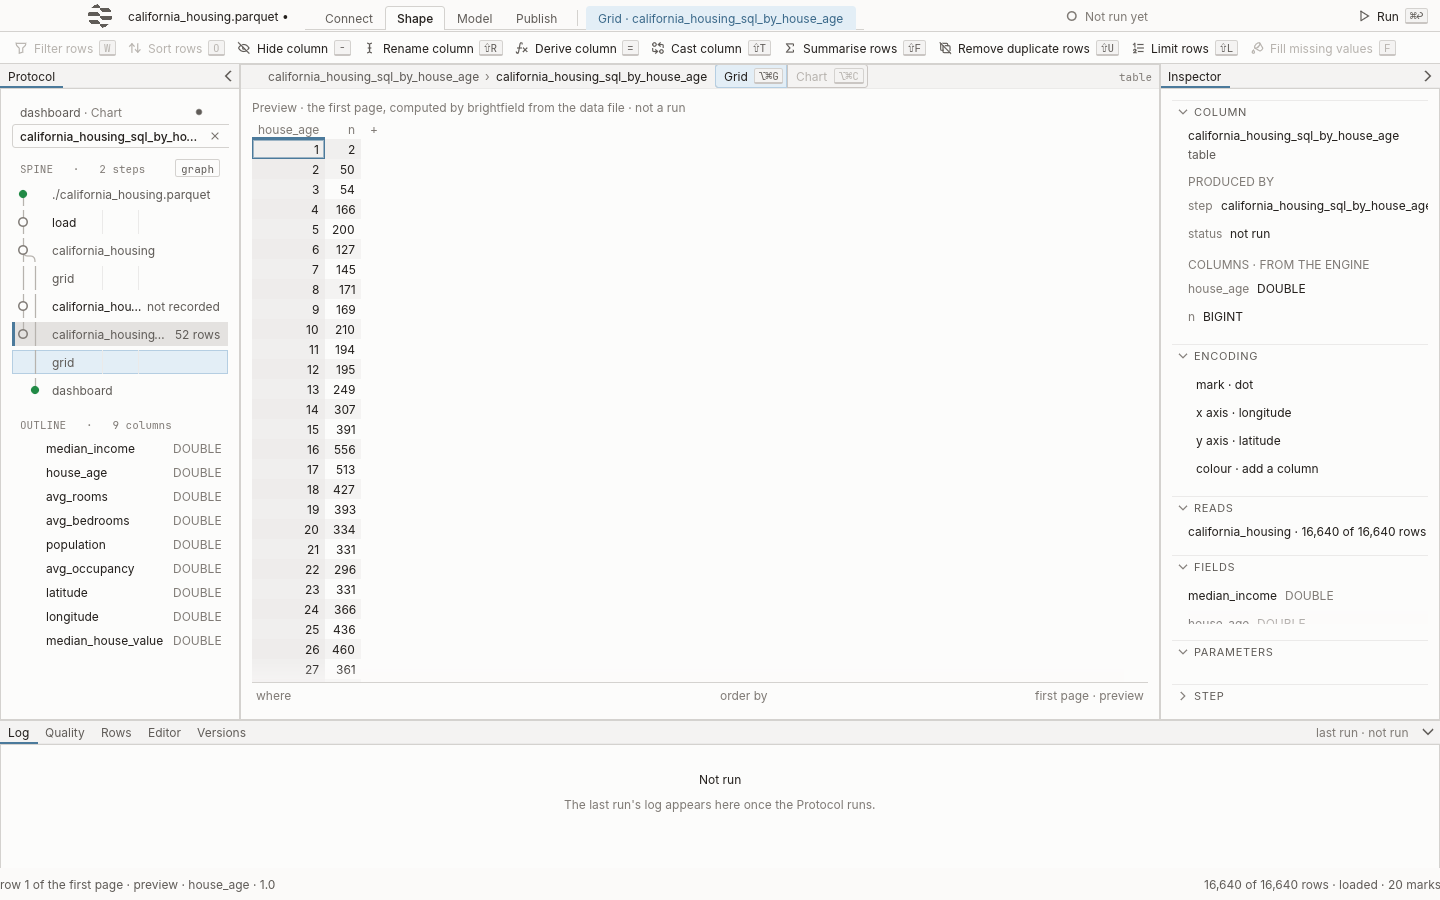 california_housing.parquet •
Connect
Shape
Model
Publish
Grid · california_housing_sql_by_house_age
Not run yet
Run ⌘⏎
Filter rows W
Sort rows O
Hide column -
Rename column ⇧R
Derive column =
Cast column ⇧T
Summarise rows ⇧F
Remove duplicate rows ⇧U
Limit rows ⇧L
Fill missing values F
Protocol
california_housing_sql_by_house_age › california_housing_sql_by_house_age
Grid ⌥⌘G
Chart ⌥⌘C
table
Inspector
dashboard · Chart
california_housing_sql_by_ho... ×
SPINE · 2 steps graph
./california_housing.parquet
load
california_housing
grid
california_hou... not recorded
california_housing... 52 rows
grid
dashboard
OUTLINE · 9 columns
median_income DOUBLE
house_age DOUBLE
avg_rooms DOUBLE
avg_bedrooms DOUBLE
population DOUBLE
avg_occupancy DOUBLE
latitude DOUBLE
longitude DOUBLE
median_house_value DOUBLE
Preview · the first page, computed by brightfield from the data file · not a run
house_age n +
1 2
2 50
3 54
4 166
5 200
6 127
7 145
8 171
9 169
10 210
11 194
12 195
13 249
14 307
15 391
16 556
17 513
18 427
19 393
20 334
21 331
22 296
23 331
24 366
25 436
26 460
27 361
where order by first page · preview
COLUMN
california_housing_sql_by_house_age
table
PRODUCED BY
step california_housing_sql_by_house_age
status not run
COLUMNS · FROM THE ENGINE
house_age DOUBLE
n BIGINT
ENCODING
mark · dot
x axis · longitude
y axis · latitude
colour · add a column
READS
california_housing · 16,640 of 16,640 rows
FIELDS
median_income DOUBLE
house_age DOUBLE
PARAMETERS
STEP
Log
Quality
Rows
Editor
Versions
last run · not run
Not run
The last run's log appears here once the Protocol runs.
row 1 of the first page · preview · house_age · 1.0
16,640 of 16,640 rows · loaded · 20 marks